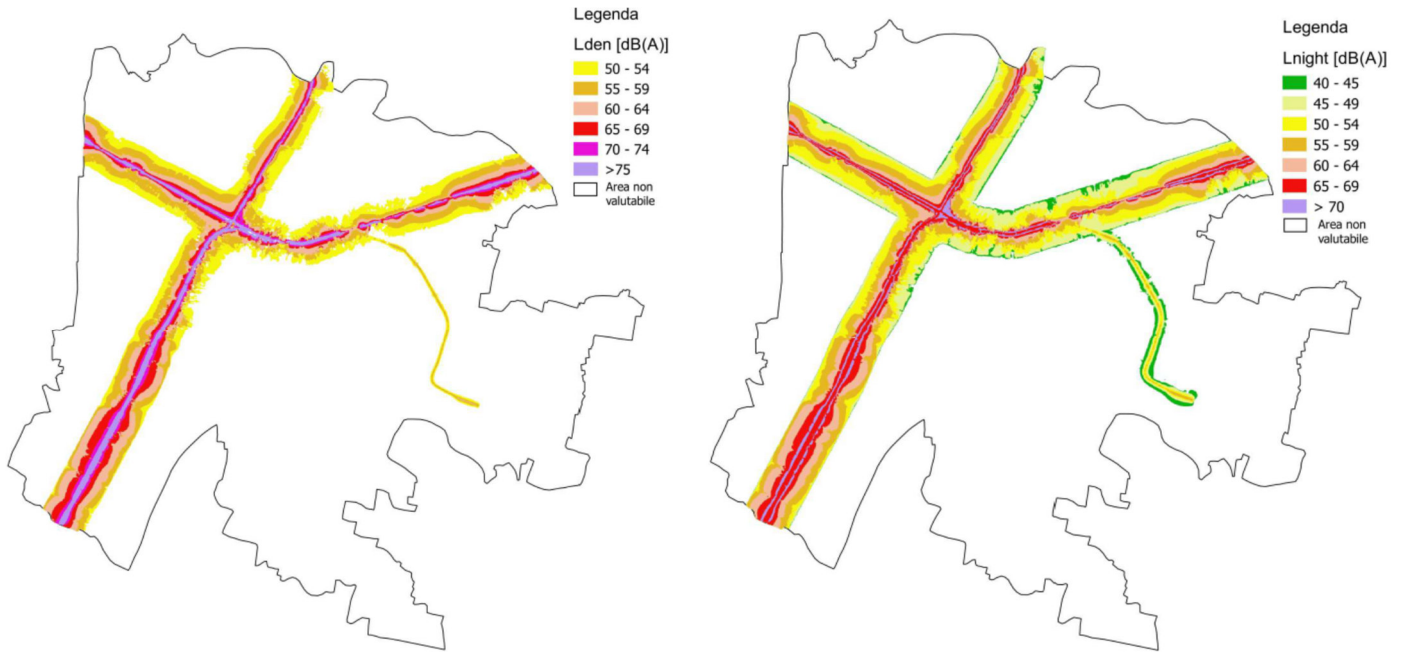 Legenda
Lden [dB(A)]
50 - 54
55 - 59
60 - 64
65 - 69
70 - 74
>75
Area non
valutabile
Legenda
Lnight [dB(A)]
40 - 45
45 - 49
50 - 54
55 - 59
60 - 64
65 - 69
> 70
Area non
valutabile